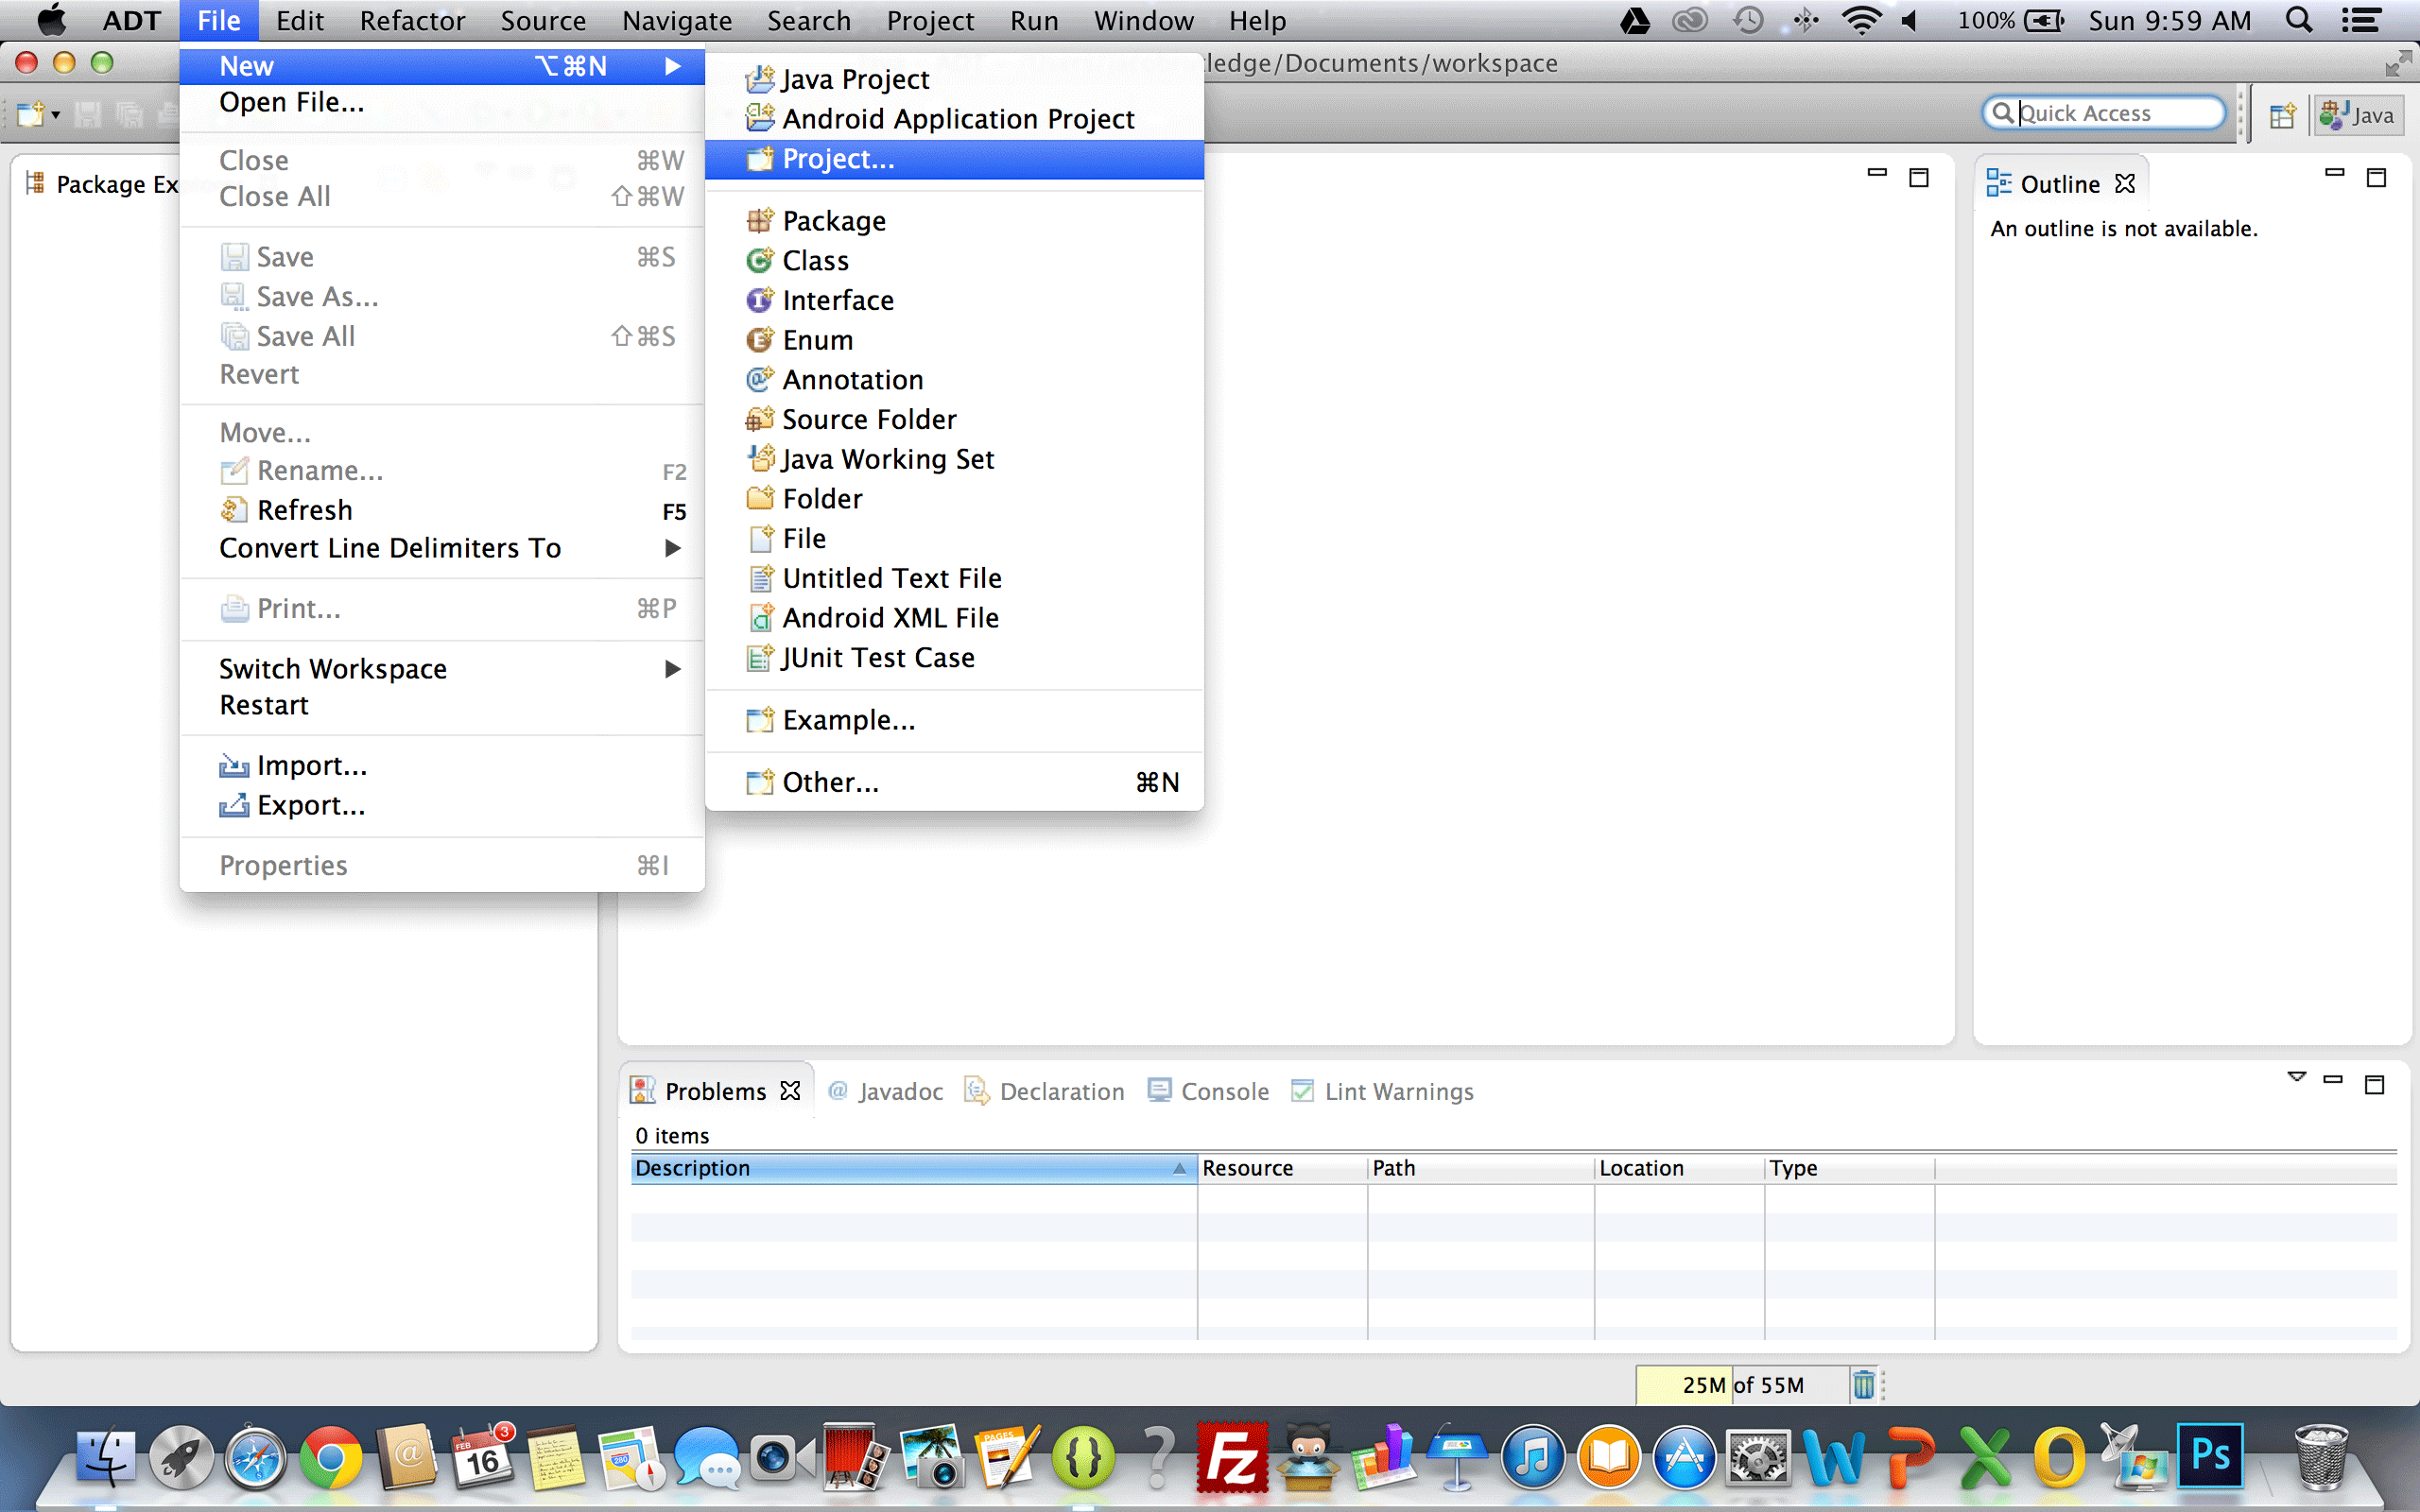 ADT File Edit Refactor Source Navigate Search Project Run Window Help 100% Sun 9:59 AM
ledge/Documents/workspace
Quick Access Java
New ⌥⌘N
Open File...
Close ⌘W
Close All ⇧⌘W
Save ⌘S
Save As...
Save All ⇧⌘S
Revert
Move...
Rename... F2
Refresh F5
Convert Line Delimiters To
Print... ⌘P
Switch Workspace
Restart
Import...
Export...
Properties ⌘I
Java Project
Android Application Project
Project...
Package
Class
Interface
Enum
Annotation
Source Folder
Java Working Set
Folder
File
Untitled Text File
Android XML File
JUnit Test Case
Example...
Other... ⌘N
Package Ex
Outline
An outline is not available.
Problems Javadoc Declaration Console Lint Warnings
0 items
Description Resource Path Location Type
25M of 55M
FEB
16
3
280
PAGES
Fz
W P X O
Ps